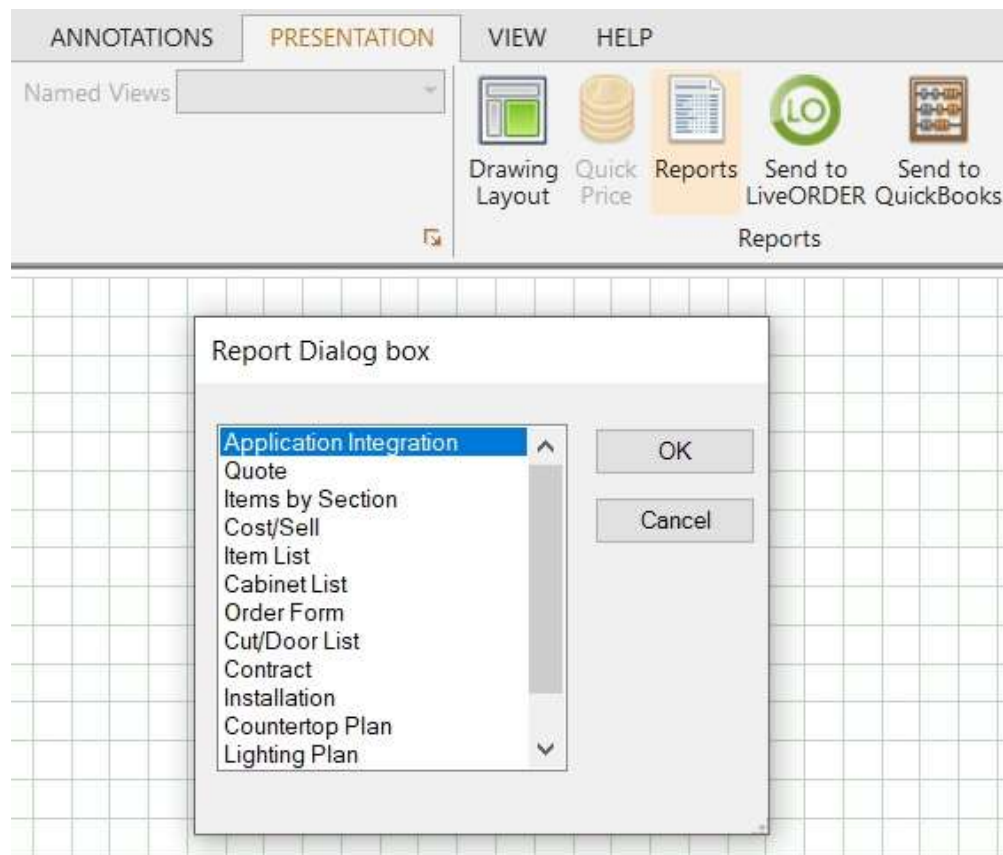 ANNOTATIONS PRESENTATION VIEW HELP
Named Views
Drawing Layout
Quick Price
Reports
LO
Send to LiveORDER
Send to QuickBooks
Reports
Report Dialog box
Application Integration
Quote
Items by Section
Cost/Sell
Item List
Cabinet List
Order Form
Cut/Door List
Contract
Installation
Countertop Plan
Lighting Plan
OK
Cancel